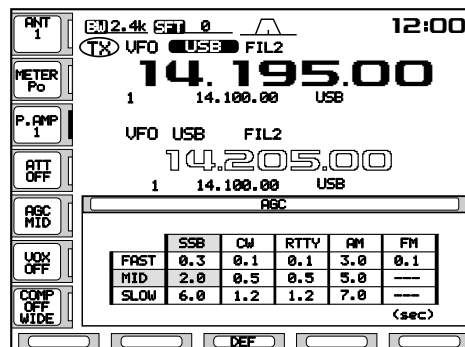 ANT 1
BW 2.4k SFT 0
12:00
TX VFO USB FIL2
14.195.00
1 14.100.00 USB
METER Po
P.AMP 1
ATT OFF
AGC MID
VOX OFF
COMP OFF WIDE
VFO USB FIL2
14.205.00
1 14.100.00 USB
AGC
SSB CW RTTY AM FM
FAST 0.3 0.1 0.1 3.0 0.1
MID 2.0 0.5 0.5 5.0 ---
SLOW 6.0 1.2 1.2 7.0 ---
(sec)
DEF